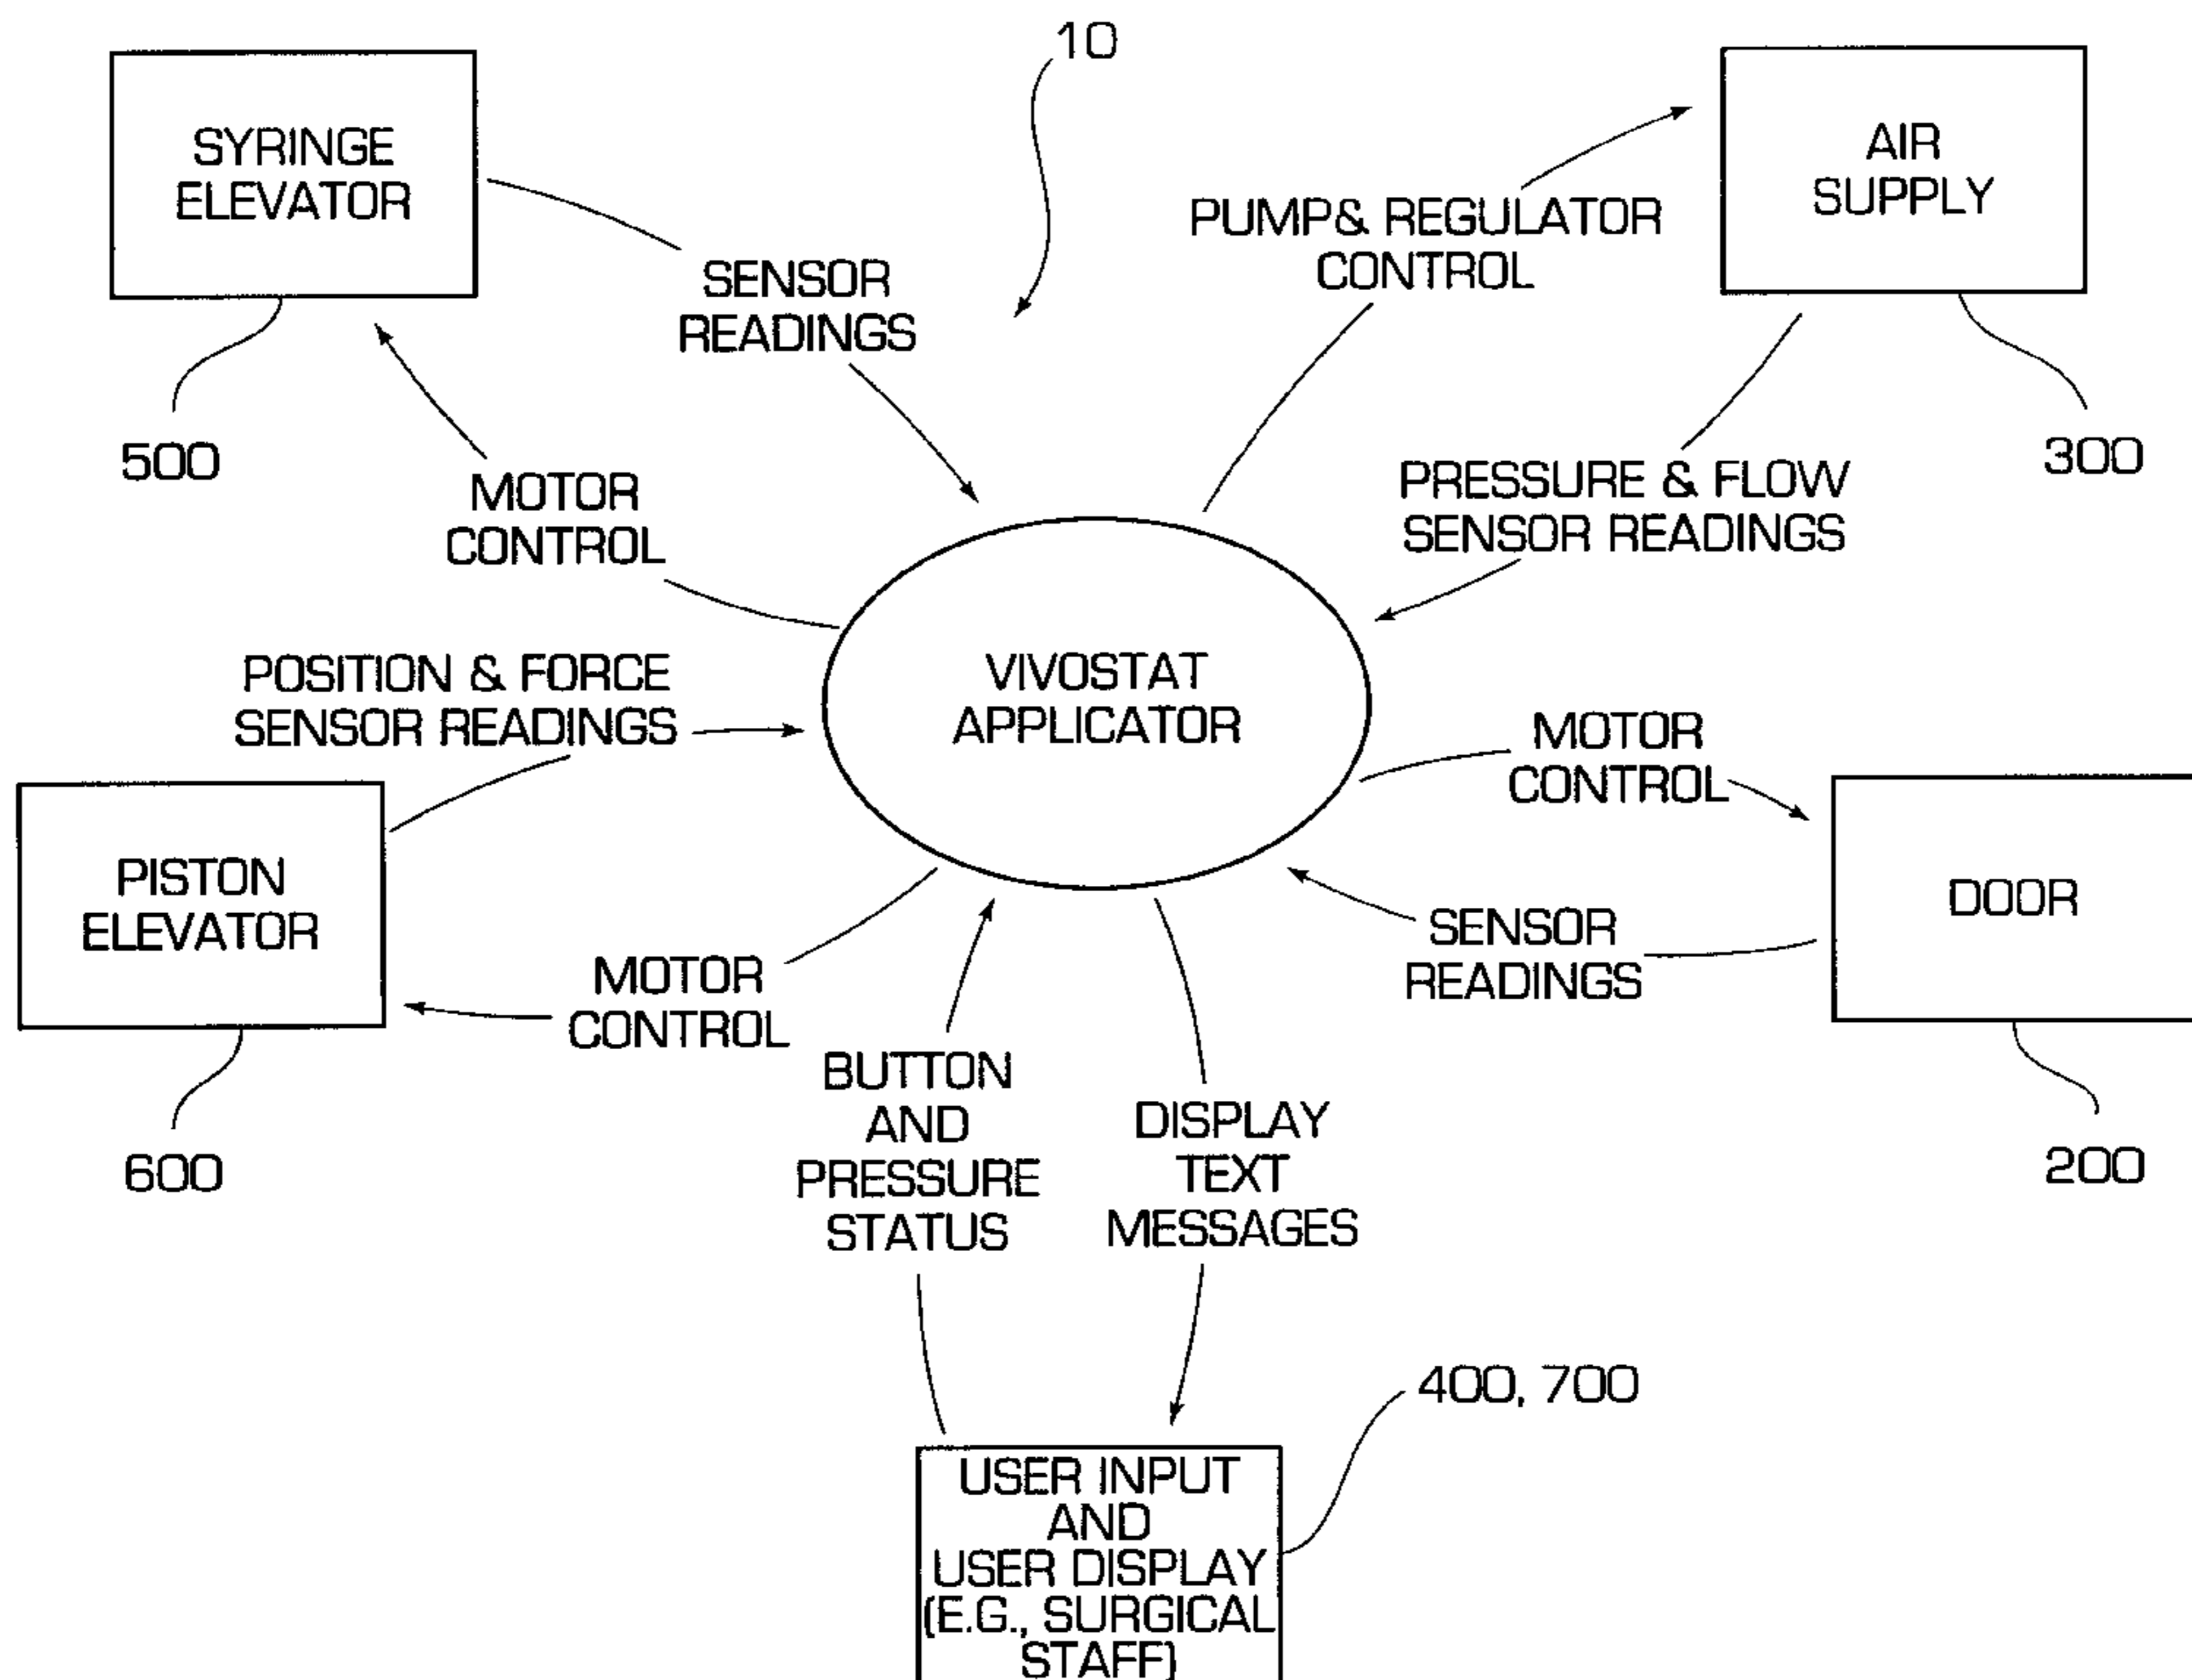 10
SYRINGE
ELEVATOR
AIR
SUPPLY
PUMP& REGULATOR
CONTROL
SENSOR
READINGS
500
300
MOTOR
CONTROL
PRESSURE & FLOW
SENSOR READINGS
POSITION & FORCE
SENSOR READINGS
VIVOSTAT
APPLICATOR
MOTOR
CONTROL
PISTON
ELEVATOR
DOOR
SENSOR
READINGS
MOTOR
CONTROL
600
200
BUTTON
AND
PRESSURE
STATUS
DISPLAY
TEXT
MESSAGES
400, 700
USER INPUT
AND
USER DISPLAY
(E.G., SURGICAL
STAFF)